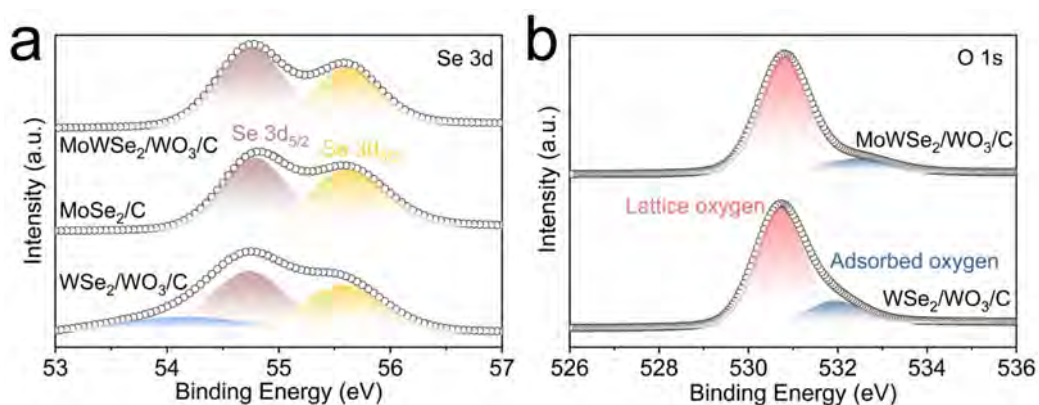 a
Se 3d
MoWSe₂/WO₃/C
Se 3d₅/₂
MoSe₂/C
WSe₂/WO₃/C
Intensity (a.u.)
53 54 55 56 57
Binding Energy (eV)
b
O 1s
MoWSe₂/WO₃/C
Lattice oxygen
Adsorbed oxygen
WSe₂/WO₃/C
Intensity (a.u.)
526 528 530 532 534 536
Binding Energy (eV)